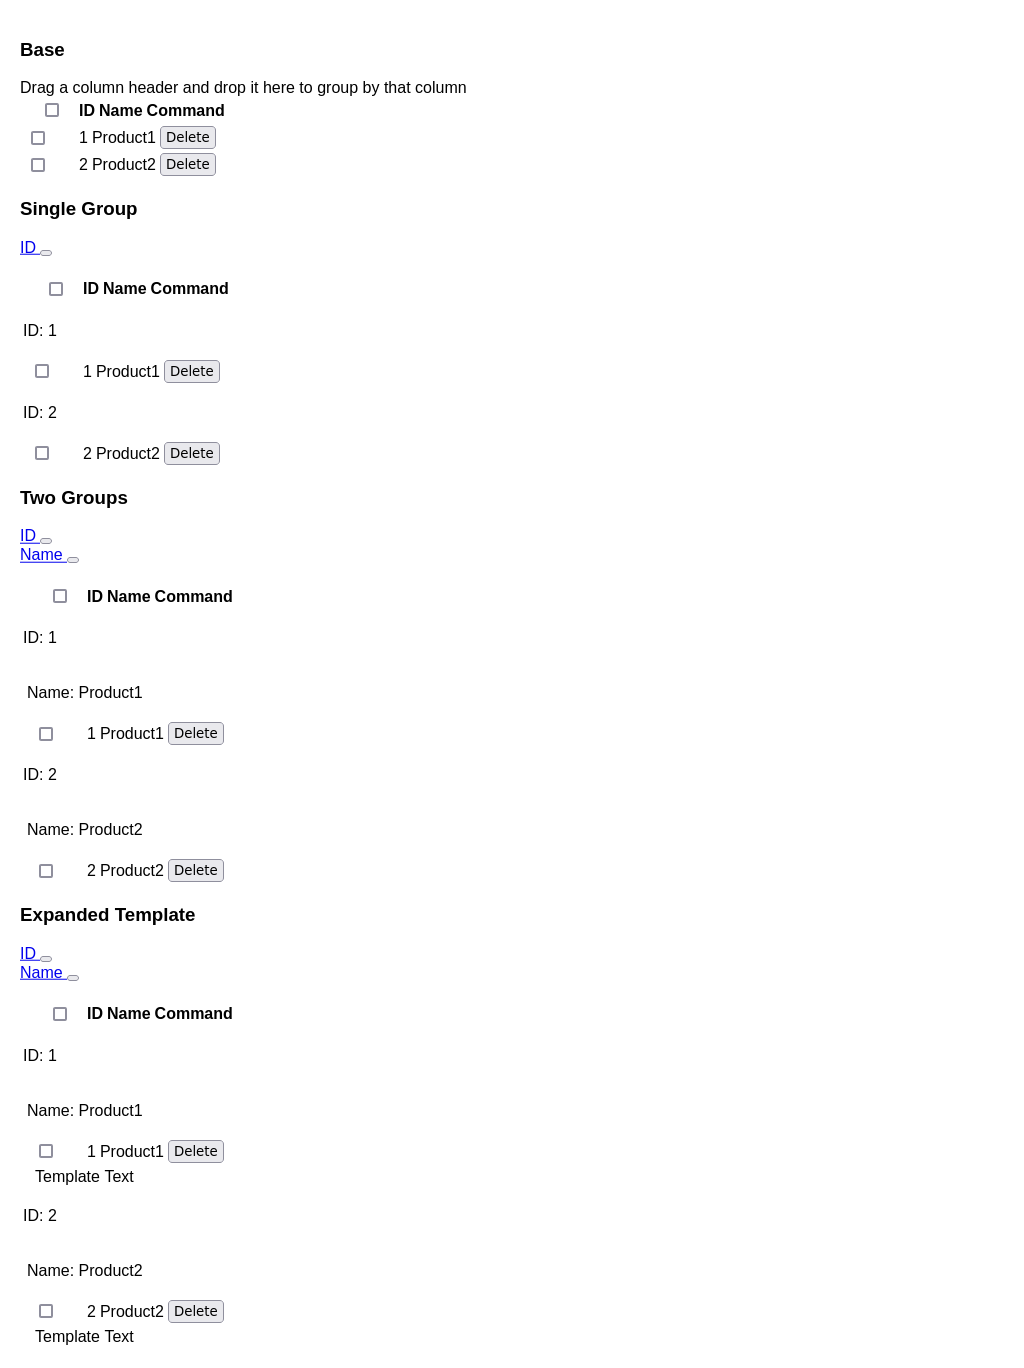 Base
Drag a column header and drop it here to group by that column
ID Name Command
1 Product1 Delete
2 Product2 Delete
Single Group
ID
ID Name Command
ID: 1
1 Product1 Delete
ID: 2
2 Product2 Delete
Two Groups
ID
Name
ID Name Command
ID: 1
Name: Product1
1 Product1 Delete
ID: 2
Name: Product2
2 Product2 Delete
Expanded Template
ID
Name
ID Name Command
ID: 1
Name: Product1
1 Product1 Delete
Template Text
ID: 2
Name: Product2
2 Product2 Delete
Template Text